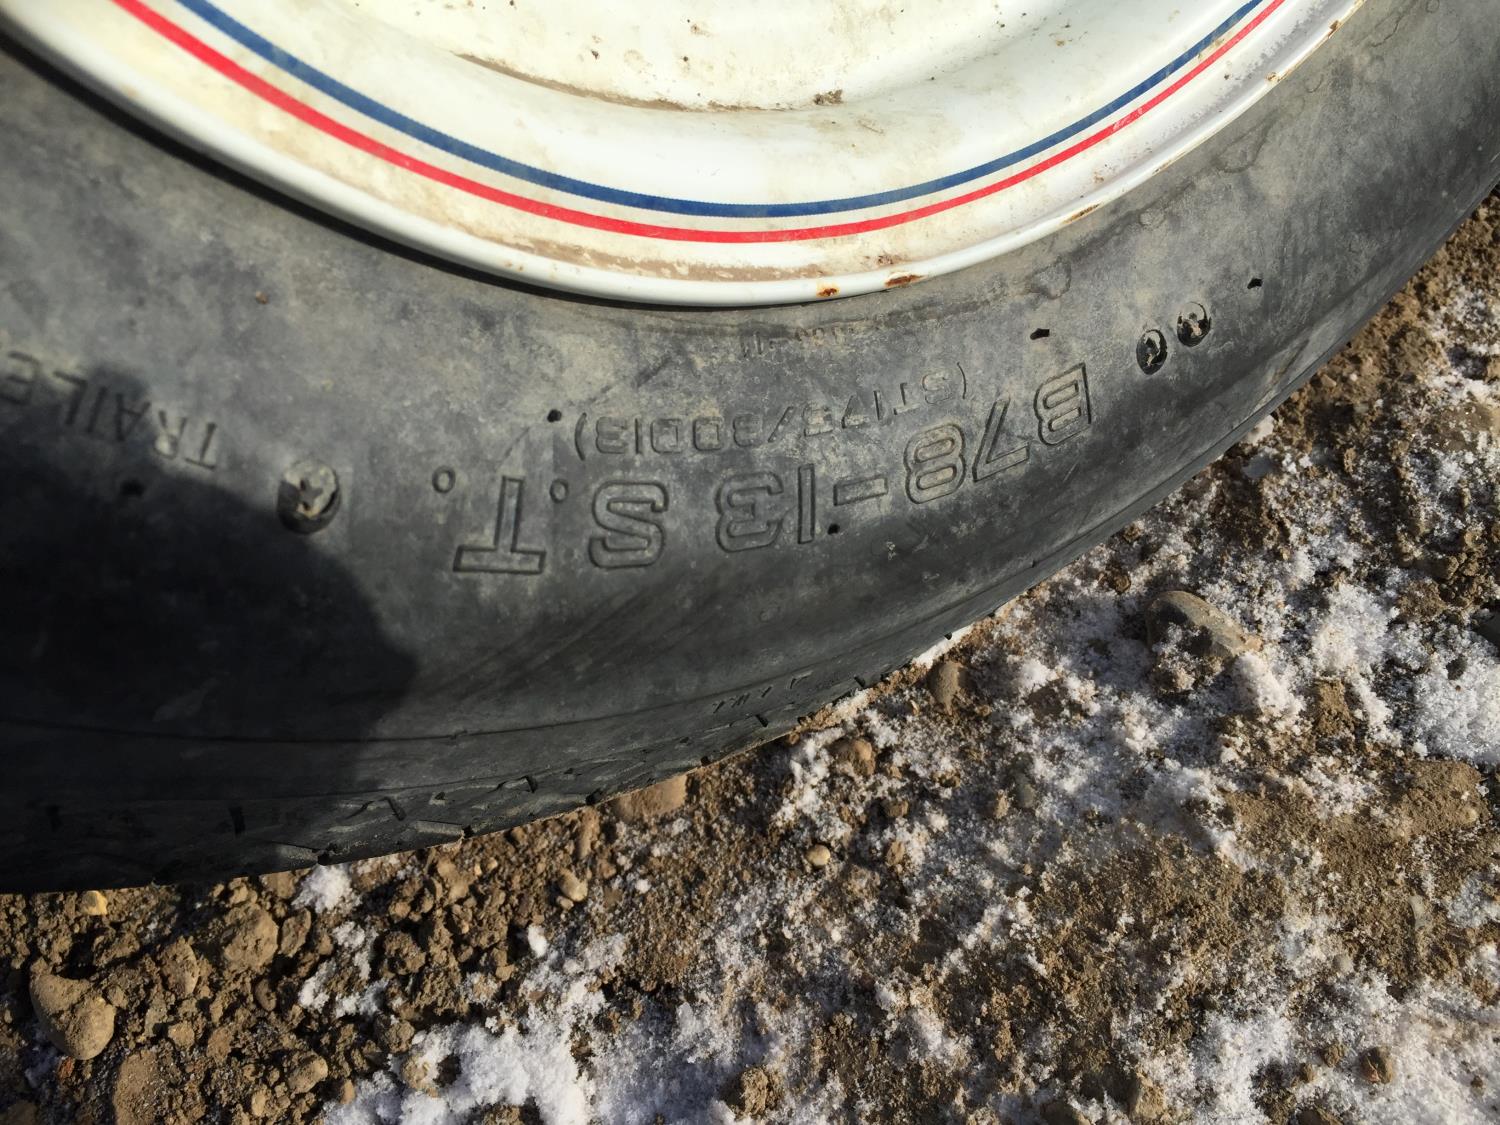 B78-13 S.T.
(ST175/80D13)
TRAILE